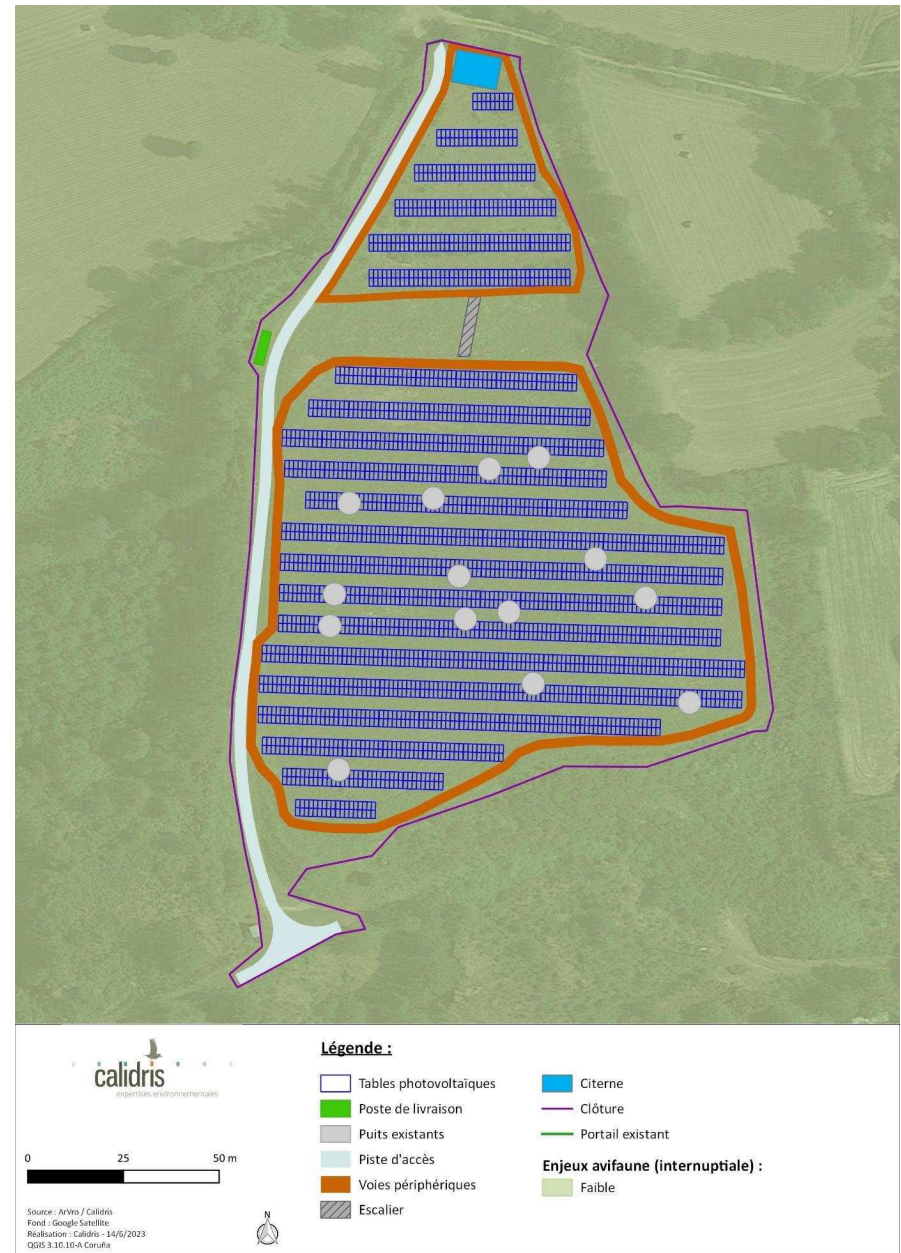 calidris
expertises environnementales
0 25 50 m
Source : ArVro / Calidris
Fond : Google Satellite
Réalisation : Calidris - 14/6/2023
QGIS 3.10.10-A Coruña
N
Légende :
Tables photovoltaïques
Poste de livraison
Puits existants
Piste d'accès
Voies périphériques
Escalier
Citerne
Clôture
Portail existant
Enjeux avifaune (internuptiale) :
Faible